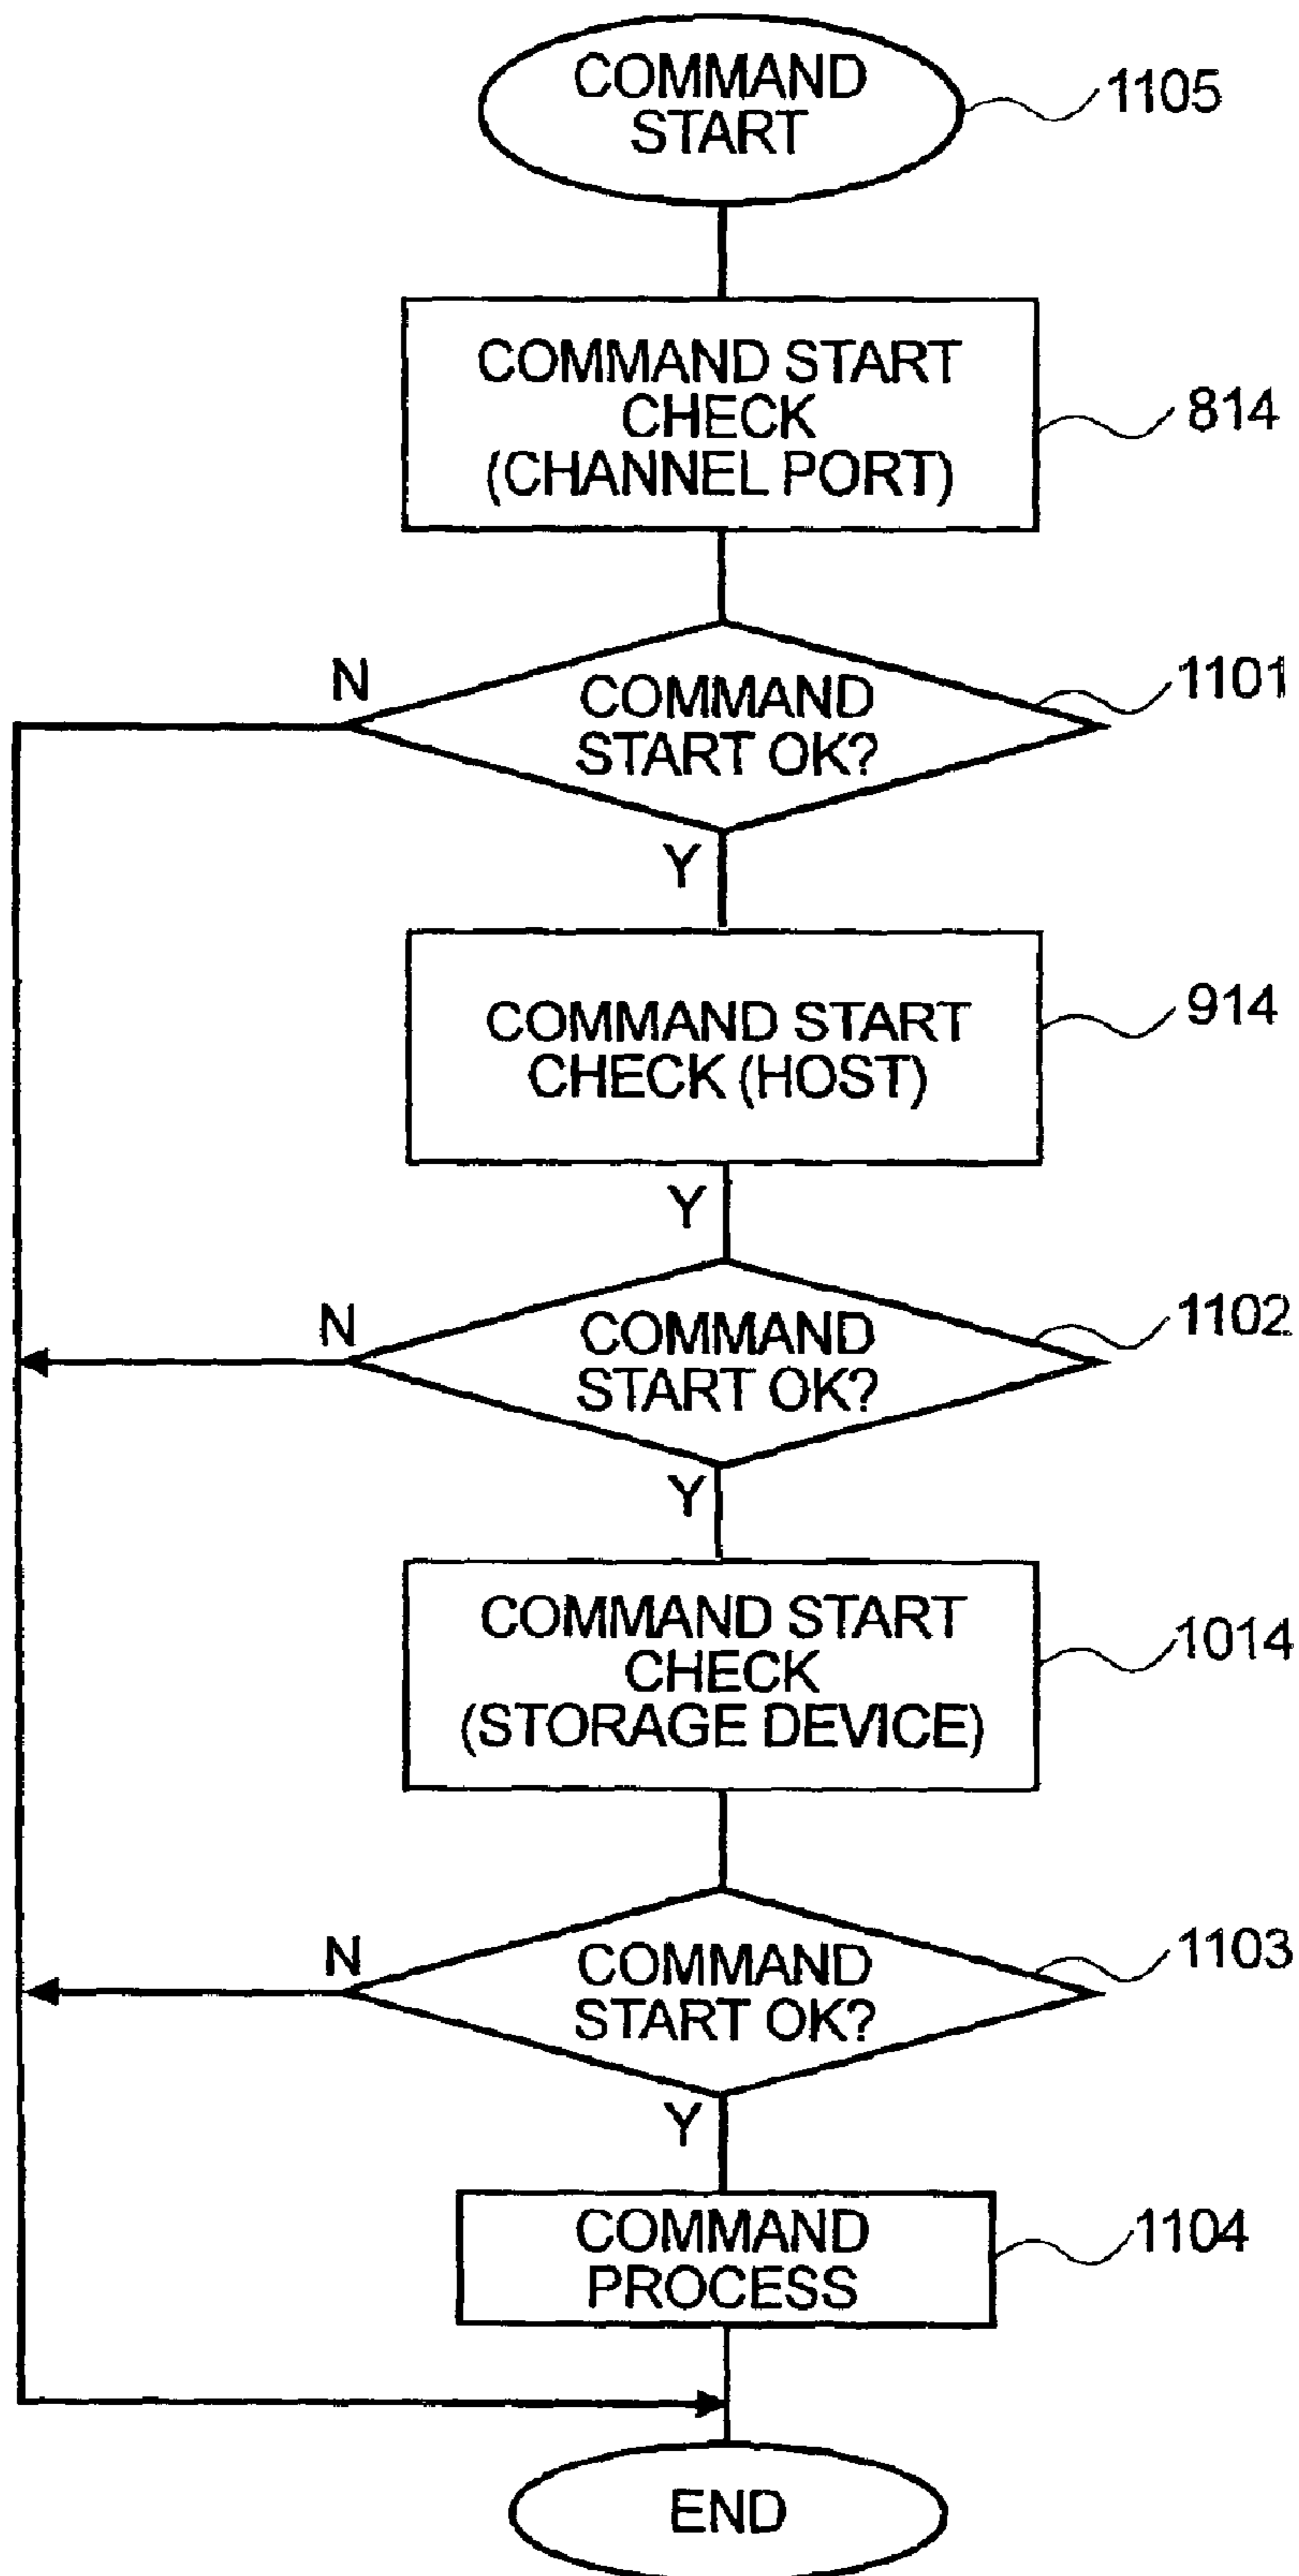 COMMAND
START
1105
COMMAND START
CHECK
(CHANNEL PORT)
814
N
COMMAND
START OK?
1101
Y
COMMAND START
CHECK (HOST)
914
Y
N
COMMAND
START OK?
1102
Y
COMMAND START
CHECK
(STORAGE DEVICE)
1014
N
COMMAND
START OK?
1103
Y
COMMAND
PROCESS
1104
END